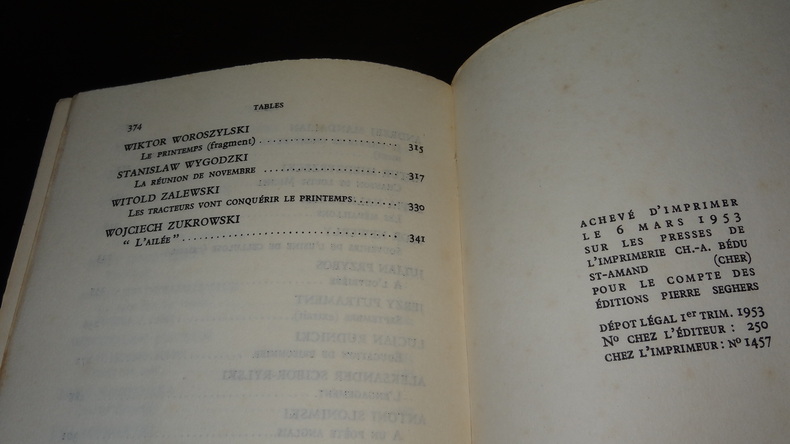 TABLES
374
WIKTOR WOROSZYLSKI
LE PRINTEMPS (fragment) 315
STANISLAW WYGODZKI
LA RÉUNION DE NOVEMBRE 317
WITOLD ZALEWSKI
LES TRACTEURS VONT CONQUÉRIR LE PRINTEMPS 330
WOJCIECH ZUKROWSKI
“ L'AILÉE” 341
ACHEVÉ D'IMPRIMER
LE 6 MARS 1953
SUR LES PRESSES DE
L'IMPRIMERIE CH.-A. BÉDU
ST-AMAND (CHER)
POUR LE COMPTE DES
ÉDITIONS PIERRE SEGHERS
DÉPOT LÉGAL 1er TRIM. 1953
No CHEZ L'ÉDITEUR : 250
CHEZ L'IMPRIMEUR : No 1457